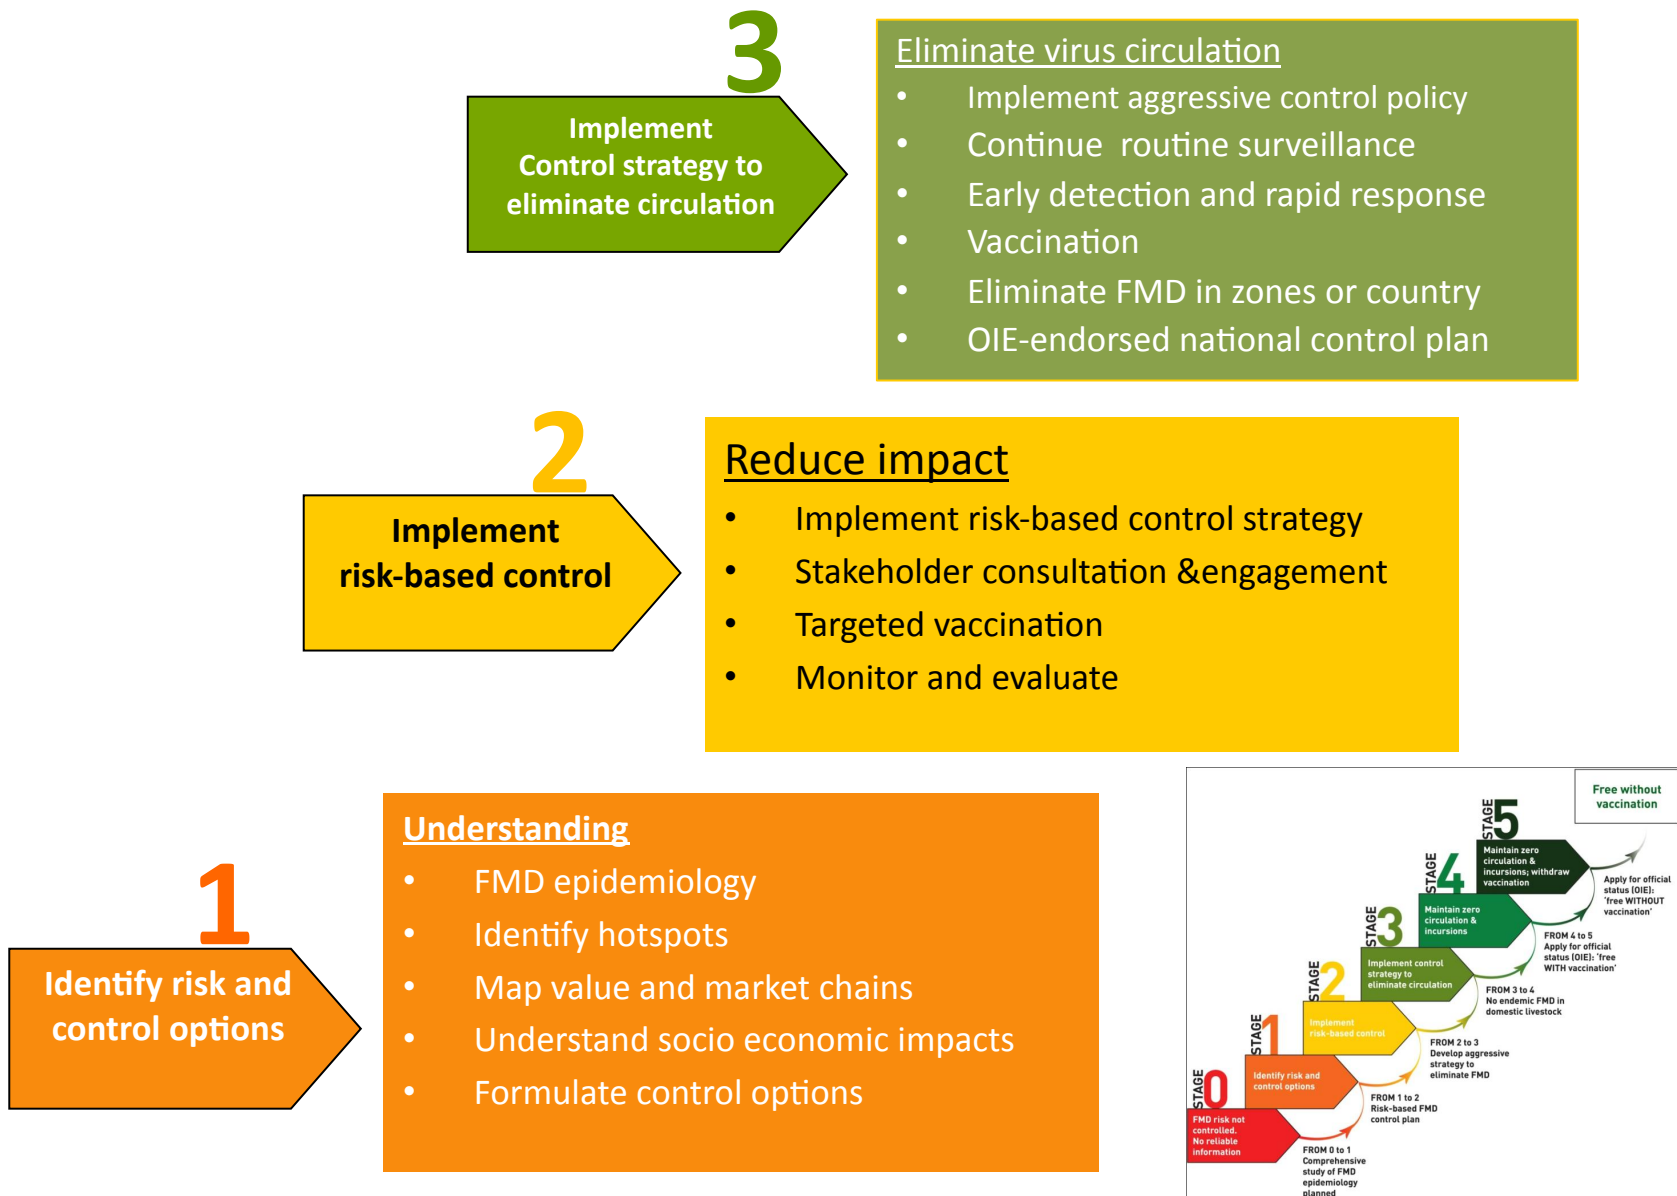 3
Implement
Control strategy to
eliminate circulation
Eliminate virus circulation
• Implement aggressive control policy
• Continue routine surveillance
• Early detection and rapid response
• Vaccination
• Eliminate FMD in zones or country
• OIE-endorsed national control plan
2
Implement
risk-based control
Reduce impact
• Implement risk-based control strategy
• Stakeholder consultation &engagement
• Targeted vaccination
• Monitor and evaluate
1
Identify risk and
control options
Understanding
• FMD epidemiology
• Identify hotspots
• Map value and market chains
• Understand socio economic impacts
• Formulate control options
Free without
vaccination
STAGE 5
Maintain zero
circulation &
incursions; withdraw
vaccination
Apply for official
status (OIE):
'free WITHOUT
vaccination'
STAGE 4
Maintain zero
circulation &
incursions
FROM 4 to 5
Apply for official
status (OIE): 'free
WITH vaccination'
STAGE 3
Implement control
strategy to
eliminate circulation
FROM 3 to 4
No endemic FMD in
domestic livestock
STAGE 2
Implement
risk-based control
FROM 2 to 3
Develop aggressive
strategy to
eliminate FMD
STAGE 1
Identify risk and
control options
FROM 1 to 2
Risk-based FMD
control plan
STAGE 0
FMD risk not
controlled.
No reliable
information
FROM 0 to 1
Comprehensive
study of FMD
epidemiology
planned